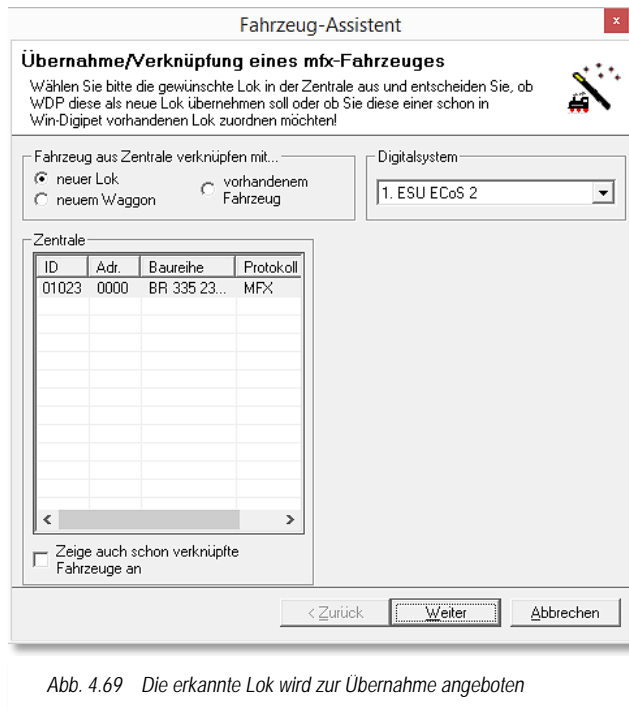 Fahrzeug-Assistent
x
Übernahme/Verknüpfung eines mfx-Fahrzeuges
Wählen Sie bitte die gewünschte Lok in der Zentrale aus und entscheiden Sie, ob
WDP diese als neue Lok übernehmen soll oder ob Sie diese einer schon in
Win-Digipet vorhandenen Lok zuordnen möchten!
Fahrzeug aus Zentrale verknüpfen mit...
neuer Lok
neuem Waggon
vorhandenem
Fahrzeug
Digitalsystem
1. ESU ECoS 2
Zentrale
ID Adr. Baureihe Protokoll
01023 0000 BR 335 23... MFX
Zeige auch schon verknüpfte
Fahrzeuge an
< Zurück Weiter Abbrechen
Abb. 4.69 Die erkannte Lok wird zur Übernahme angeboten